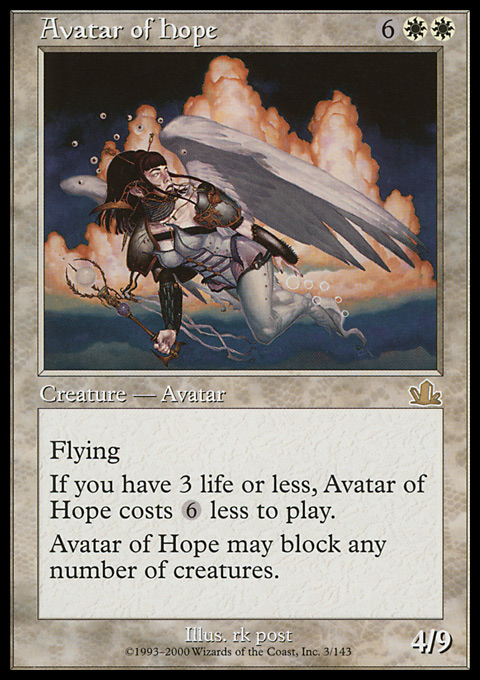 Avatar of Hope 6
Creature — Avatar
Flying
If you have 3 life or less, Avatar of
Hope costs 6 less to play.
Avatar of Hope may block any
number of creatures.
Illus. rk post
©1993–2000 Wizards of the Coast, Inc. 3/143
4/9